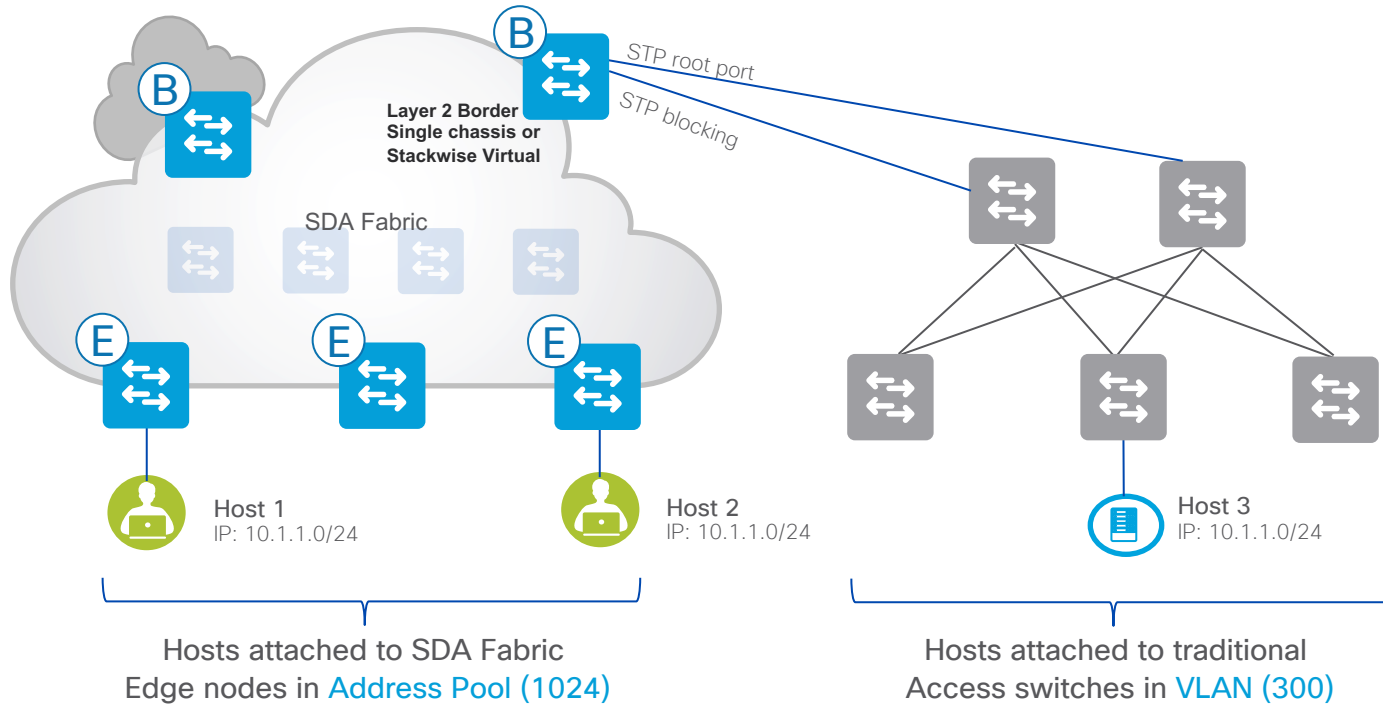 B
B
STP root port
STP blocking
Layer 2 Border
Single chassis or
Stackwise Virtual
SDA Fabric
E
E
E
Host 1
IP: 10.1.1.0/24
Host 2
IP: 10.1.1.0/24
Host 3
IP: 10.1.1.0/24
Hosts attached to SDA Fabric
Edge nodes in Address Pool (1024)
Hosts attached to traditional
Access switches in VLAN (300)